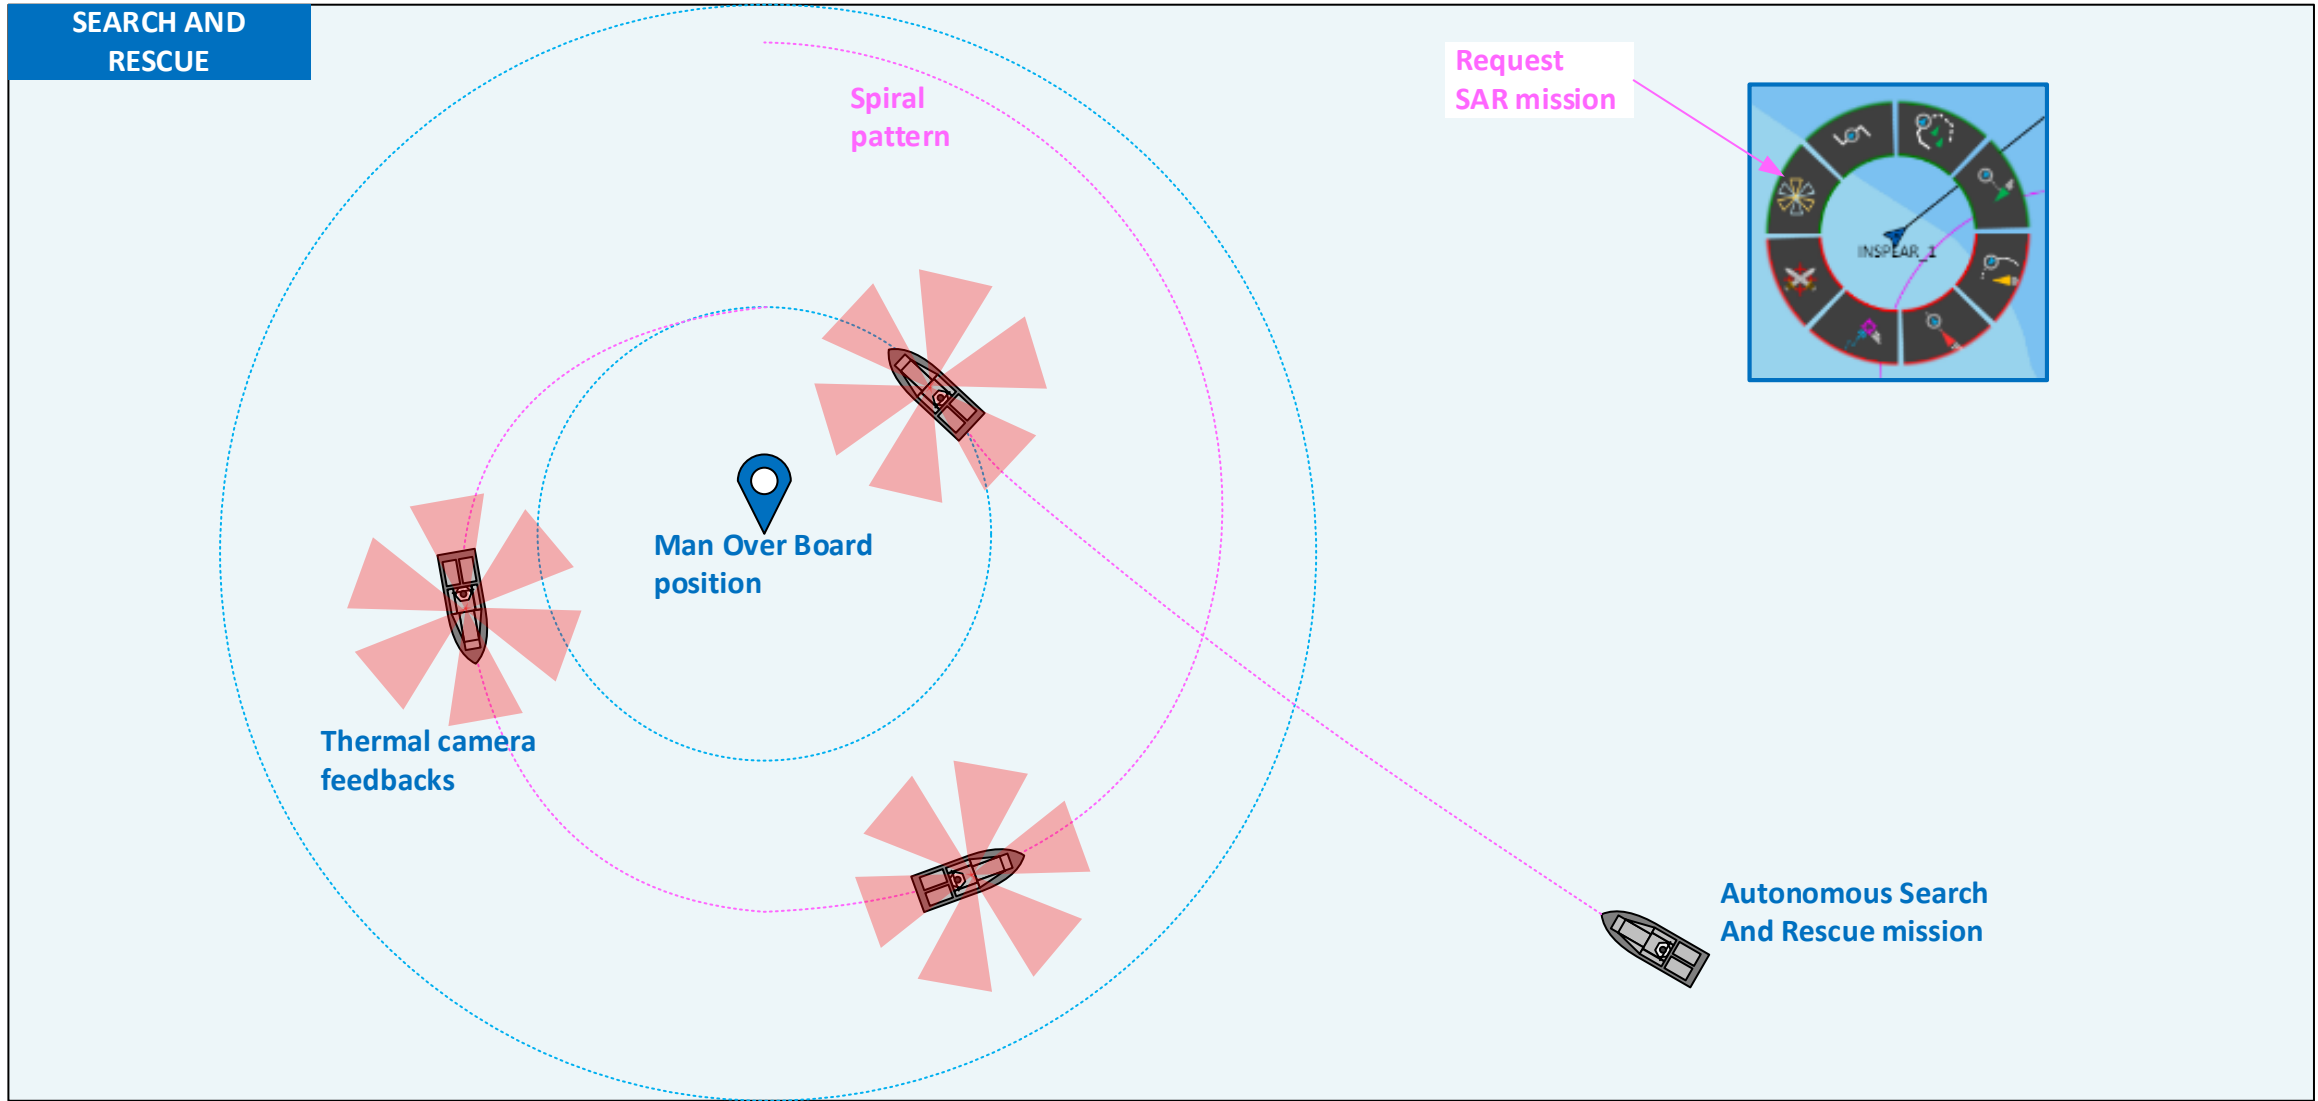 SEARCH AND
RESCUE
Spiral
pattern
Request
SAR mission
INSPEAR_1
Man Over Board
position
Thermal camera
feedbacks
Autonomous Search
And Rescue mission